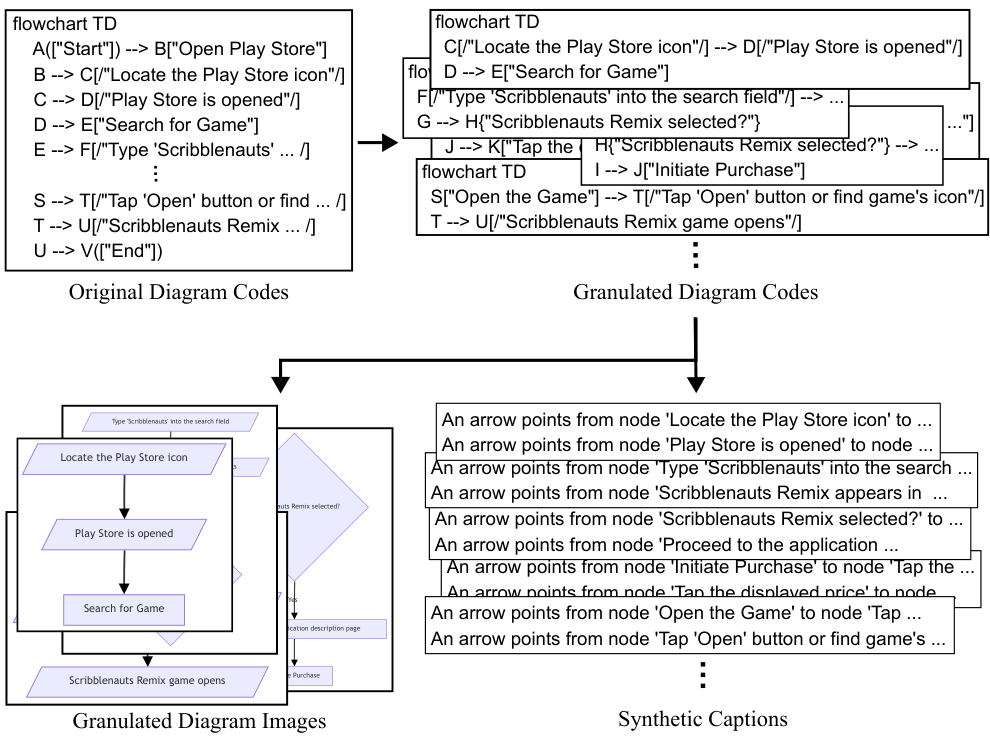 flowchart TD
A(["Start"]) --> B["Open Play Store"]
B --> C[/"Locate the Play Store icon"/]
C --> D[/"Play Store is opened"/]
D --> E["Search for Game"]
E --> F[/"Type 'Scribblenauts' ... /]
S --> T[/"Tap 'Open' button or find ... /]
T --> U[/"Scribblenauts Remix ... /]
U --> V(["End"])
Original Diagram Codes
flowchart TD
C[/"Locate the Play Store icon"/] --> D[/"Play Store is opened"/]
D --> E["Search for Game"]
F[/"Type 'Scribblenauts' into the search field"/] --> ...
G --> H{"Scribblenauts Remix selected?"}
..."]
J --> K["Tap the
H{"Scribblenauts Remix selected?"} --> ...
I --> J["Initiate Purchase"]
flowchart TD
S["Open the Game"] --> T[/"Tap 'Open' button or find game's icon"/]
T --> U[/"Scribblenauts Remix game opens"/]
Granulated Diagram Codes
Type 'Scribblenauts' into the search field
Locate the Play Store icon
Remix selected?
Play Store is opened
Yes
Search for Game
description page
Purchase
Scribblenauts Remix game opens
Granulated Diagram Images
An arrow points from node 'Locate the Play Store icon' to ...
An arrow points from node 'Play Store is opened' to node ...
An arrow points from node 'Type 'Scribblenauts' into the search ...
An arrow points from node 'Scribblenauts Remix appears in ...
An arrow points from node 'Scribblenauts Remix selected?' to ...
An arrow points from node 'Proceed to the application ...
An arrow points from node 'Initiate Purchase' to node 'Tap the ...
An arrow points from node 'Tap the displayed price' to node ...
An arrow points from node 'Open the Game' to node 'Tap ...
An arrow points from node 'Tap 'Open' button or find game's ...
Synthetic Captions